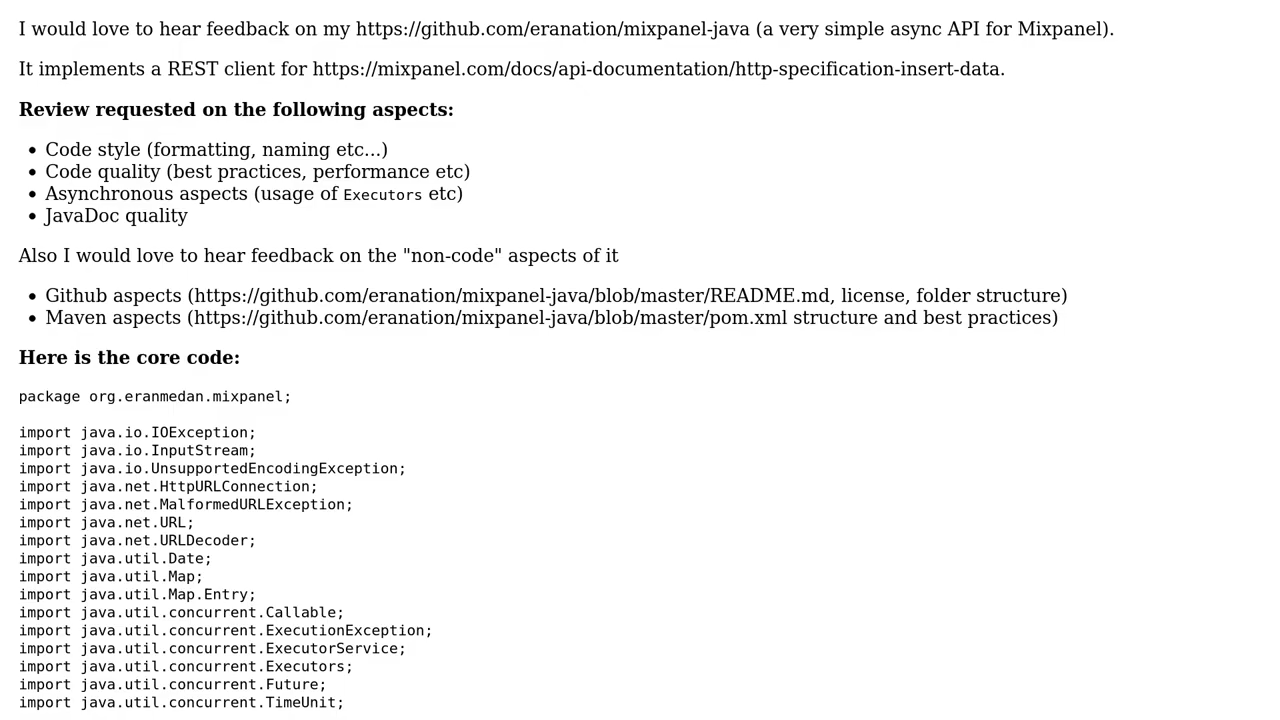 I would love to hear feedback on my https://github.com/eranation/mixpanel-java (a very simple async API for Mixpanel).
It implements a REST client for https://mixpanel.com/docs/api-documentation/http-specification-insert-data.
Review requested on the following aspects:
• Code style (formatting, naming etc...)
• Code quality (best practices, performance etc)
• Asynchronous aspects (usage of Executors etc)
• JavaDoc quality
Also I would love to hear feedback on the "non-code" aspects of it
• Github aspects (https://github.com/eranation/mixpanel-java/blob/master/README.md, license, folder structure)
• Maven aspects (https://github.com/eranation/mixpanel-java/blob/master/pom.xml structure and best practices)
Here is the core code:
package org.eranmedan.mixpanel;
import java.io.IOException;
import java.io.InputStream;
import java.io.UnsupportedEncodingException;
import java.net.HttpURLConnection;
import java.net.MalformedURLException;
import java.net.URL;
import java.net.URLDecoder;
import java.util.Date;
import java.util.Map;
import java.util.Map.Entry;
import java.util.concurrent.Callable;
import java.util.concurrent.ExecutionException;
import java.util.concurrent.ExecutorService;
import java.util.concurrent.Executors;
import java.util.concurrent.Future;
import java.util.concurrent.TimeUnit;